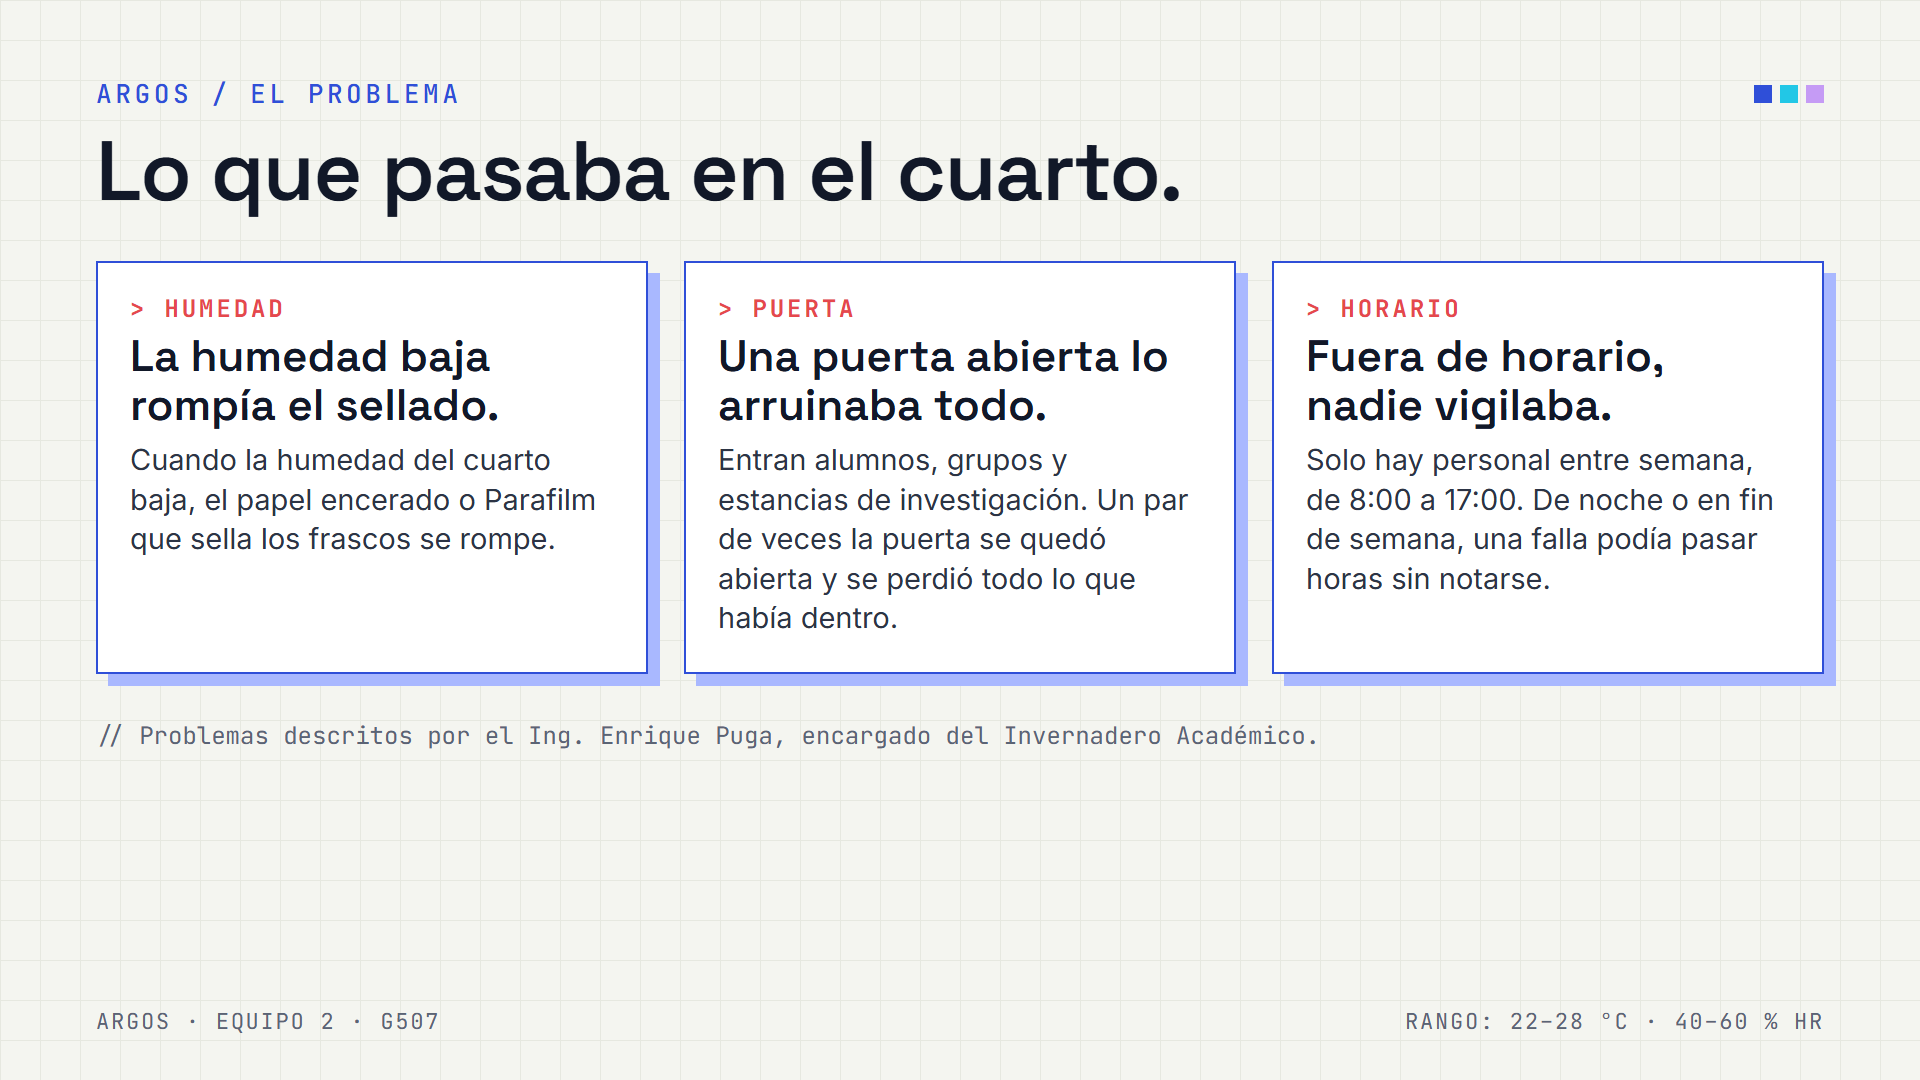 ARGOS / EL PROBLEMA
Lo que pasaba en el cuarto.
> HUMEDAD
La humedad baja
rompía el sellado.
Cuando la humedad del cuarto
baja, el papel encerado o Parafilm
que sella los frascos se rompe.
> PUERTA
Una puerta abierta lo
arruinaba todo.
Entran alumnos, grupos y
estancias de investigación. Un par
de veces la puerta se quedó
abierta y se perdió todo lo que
había dentro.
> HORARIO
Fuera de horario,
nadie vigilaba.
Solo hay personal entre semana,
de 8:00 a 17:00. De noche o en fin
de semana, una falla podía pasar
horas sin notarse.
// Problemas descritos por el Ing. Enrique Puga, encargado del Invernadero Académico.
ARGOS · EQUIPO 2 · G507
RANGO: 22–28 °C · 40–60 % HR